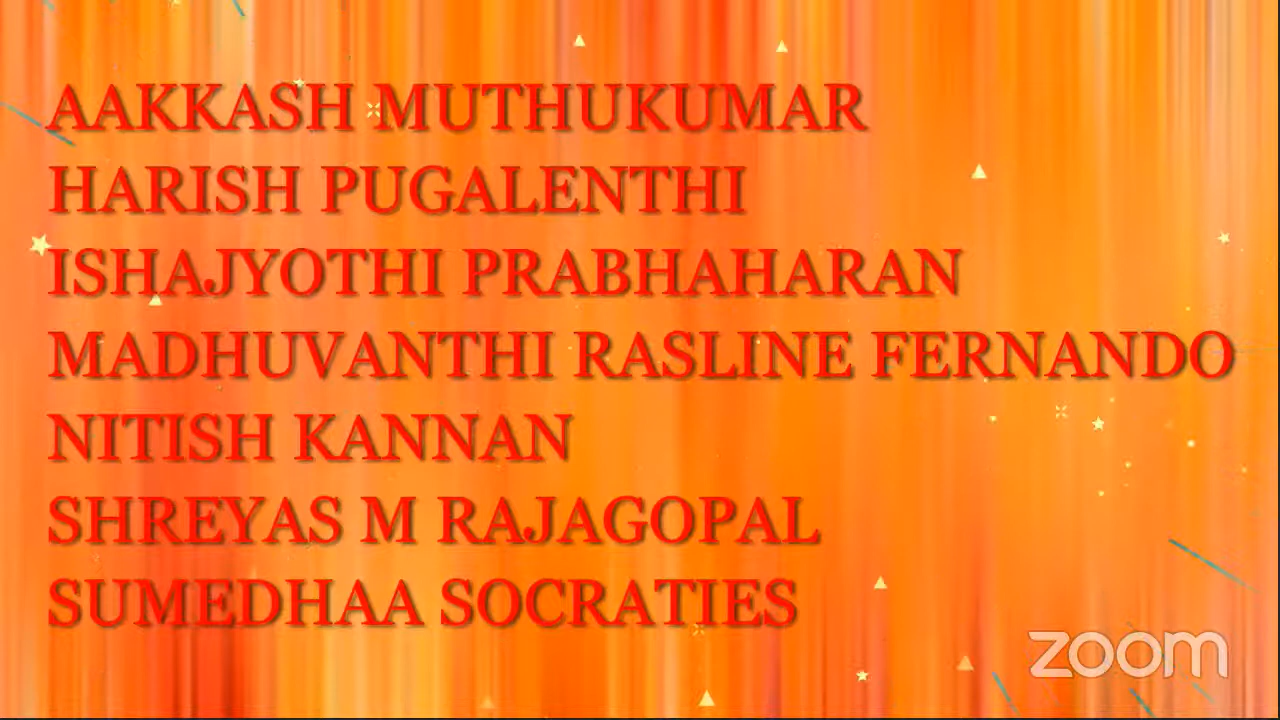 AAKKASH MUTHUKUMAR
HARISH PUGALENTHI
ISHAJYOTHI PRABHAHARAN
MADHUVANTHI RASLINE FERNANDO
NITISH KANNAN
SHREYAS M RAJAGOPAL
SUMEDHAA SOCRATIES
zoom